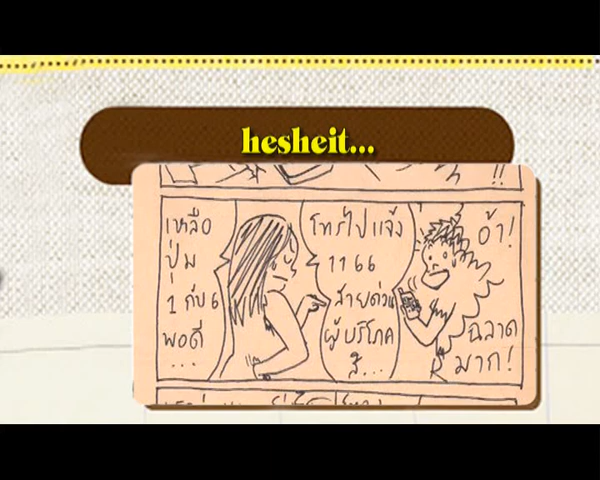 hesheit...
!!
เหลือ
ปุ่ม
1 กับ 6
พอดี
...
โทรไปแจ้ง
1166
สายด่วน
ผู้บริโภค
สิ...
อ๊า!
ฉลาด
มาก!